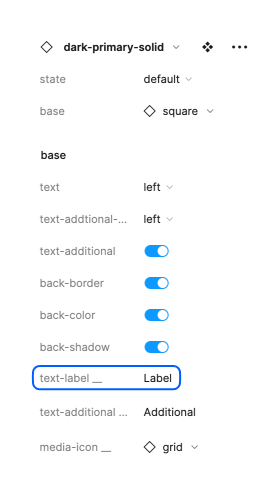 dark-primary-solid
state default
base square
base
text left
text-addtional-... left
text-additional
back-border
back-color
back-shadow
text-label __ Label
text-additional ... Additional
media-icon __ grid